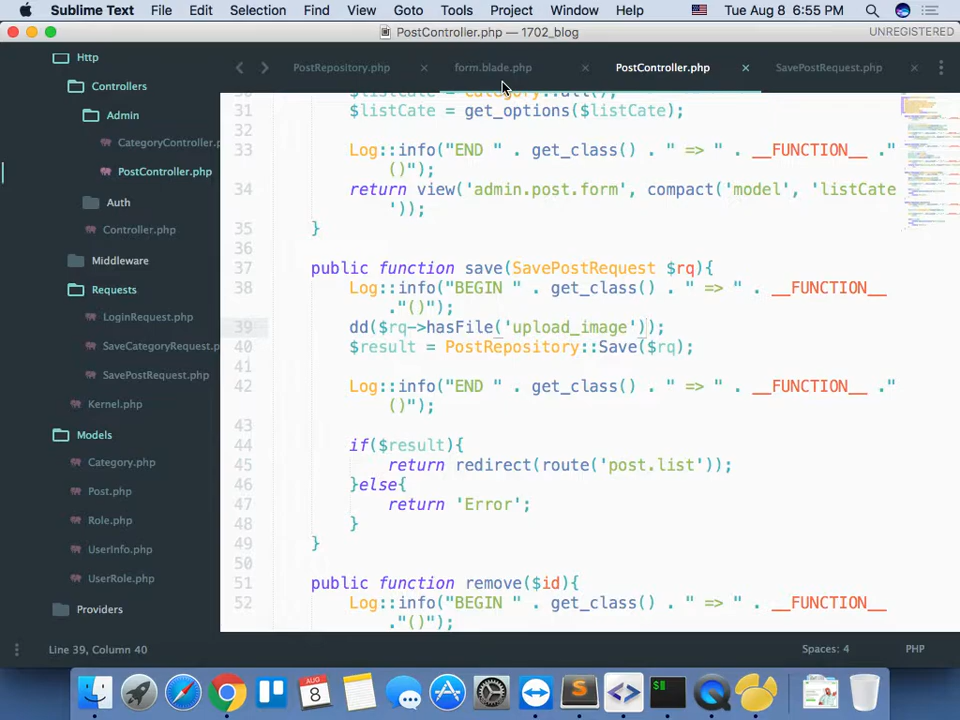 Sublime Text File Edit Selection Find View Goto Tools Project Window Help Tue Aug 8 6:55 PM
PostController.php — 1702_blog UNREGISTERED
Http
Controllers
Admin
CategoryController.p
PostController.php
Auth
Controller.php
Middleware
Requests
LoginRequest.php
SaveCategoryRequest.php
SavePostRequest.php
Kernel.php
Models
Category.php
Post.php
Role.php
UserInfo.php
UserRole.php
Providers
PostRepository.php form.blade.php PostController.php SavePostRequest.php
30 $listCate = Category::all();
31 $listCate = get_options($listCate);
32
33 Log::info("END " . get_class() . " => " . __FUNCTION__ ."
()");
34 return view('admin.post.form', compact('model', 'listCate
'));
35 }
36
37 public function save(SavePostRequest $rq){
38 Log::info("BEGIN " . get_class() . " => " . __FUNCTION__
."()");
39 dd($rq->hasFile('upload_image'));
40 $result = PostRepository::Save($rq);
41
42 Log::info("END " . get_class() . " => " . __FUNCTION__ ."
()");
43
44 if($result){
45 return redirect(route('post.list'));
46 }else{
47 return 'Error';
48 }
49 }
50
51 public function remove($id){
52 Log::info("BEGIN " . get_class() . " => " . __FUNCTION__
."()");
Line 39, Column 40 Spaces: 4 PHP
AUG
8